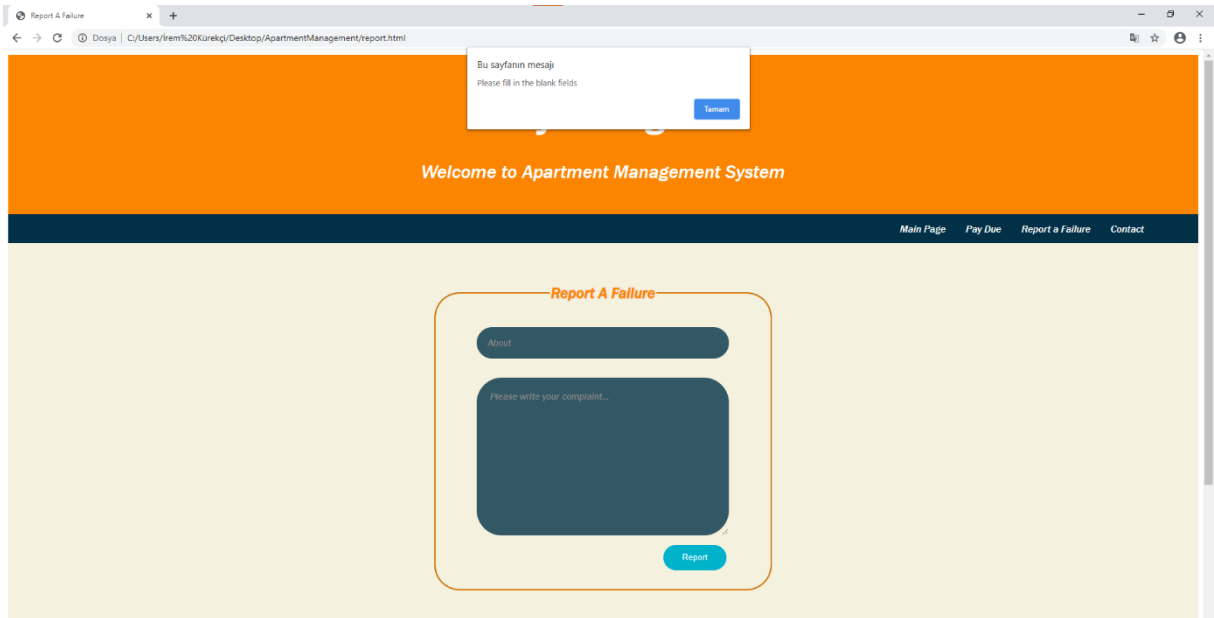 Report A Failure
Dosya | C:/Users/İrem%20Kürekçi/Desktop/ApartmentManagement/report.html
Bu sayfanın mesajı
Please fill in the blank fields
Tamam
Welcome to Apartment Management System
Main Page Pay Due Report a Failure Contact
Report A Failure
About
Please write your complaint...
Report